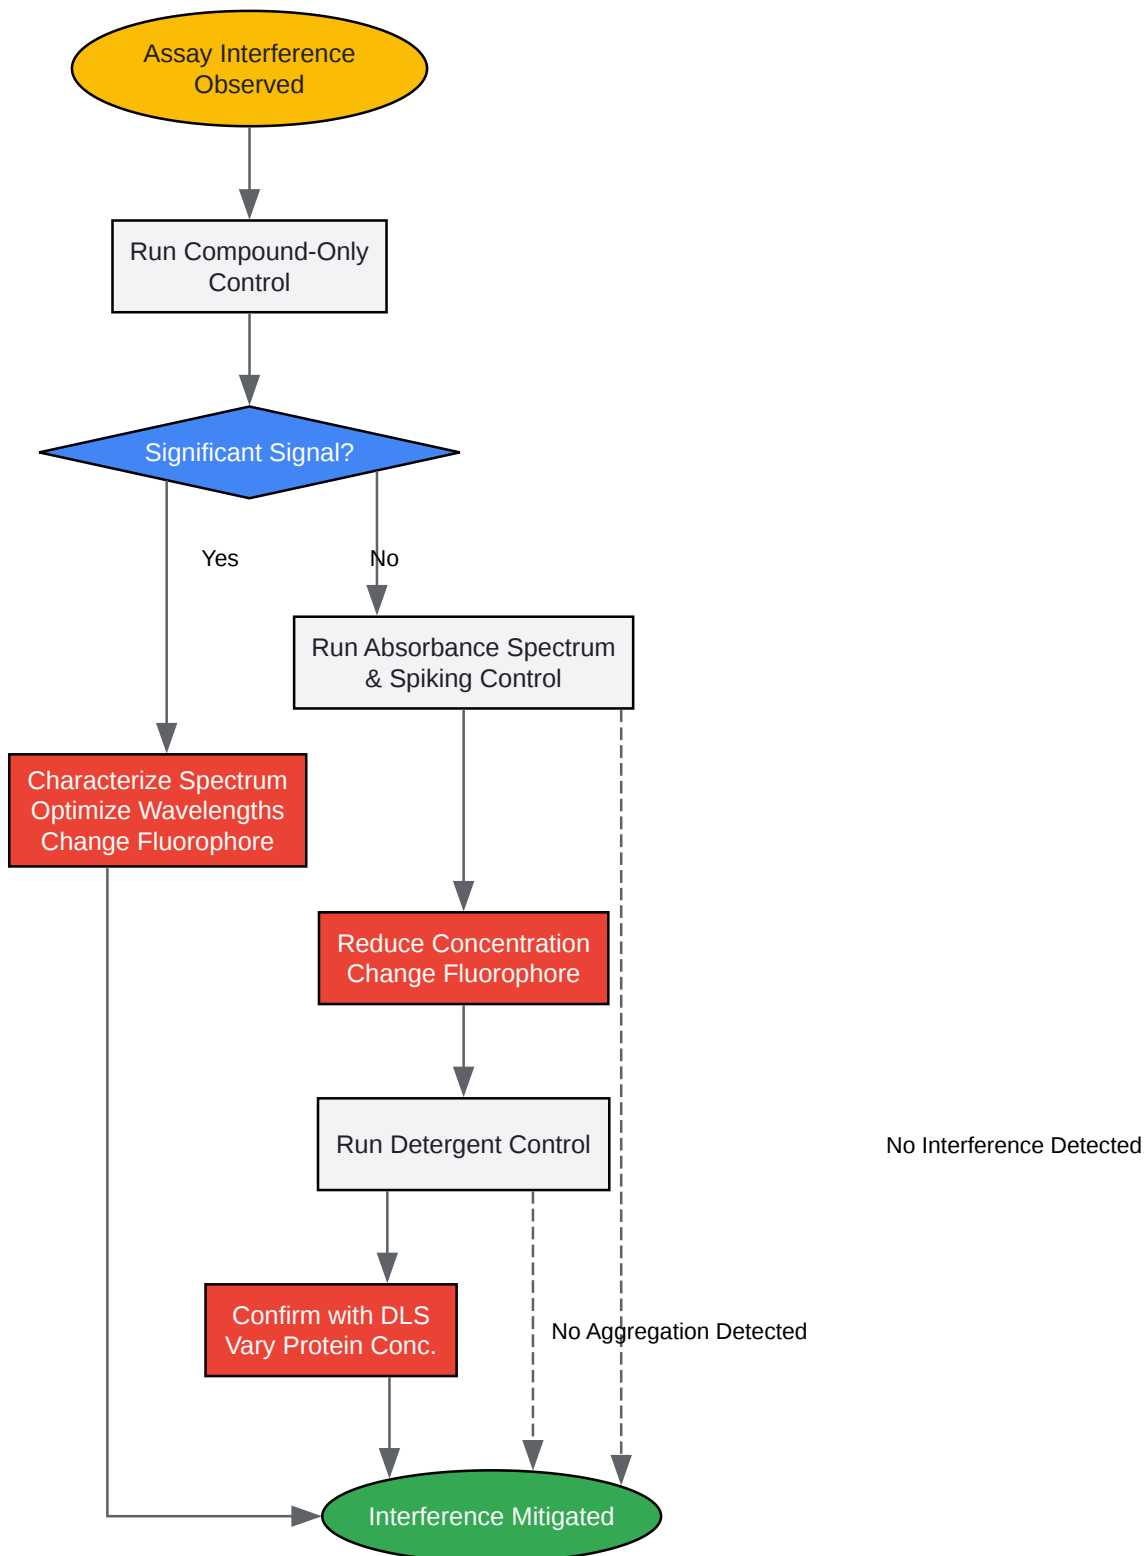 Assay Interference
Observed
Run Compound-Only
Control
Significant Signal?
Yes
No
Run Absorbance Spectrum
& Spiking Control
Characterize Spectrum
Optimize Wavelengths
Change Fluorophore
Reduce Concentration
Change Fluorophore
Run Detergent Control
No Interference Detected
Confirm with DLS
Vary Protein Conc.
No Aggregation Detected
Interference Mitigated